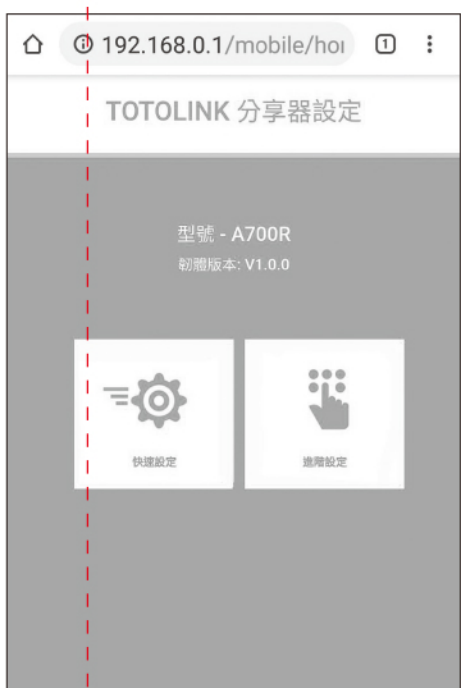 192.168.0.1/mobile/hoi
1
TOTOLINK 分享器設定
型號 - A700R
韌體版本: V1.0.0
快速設定
進階設定